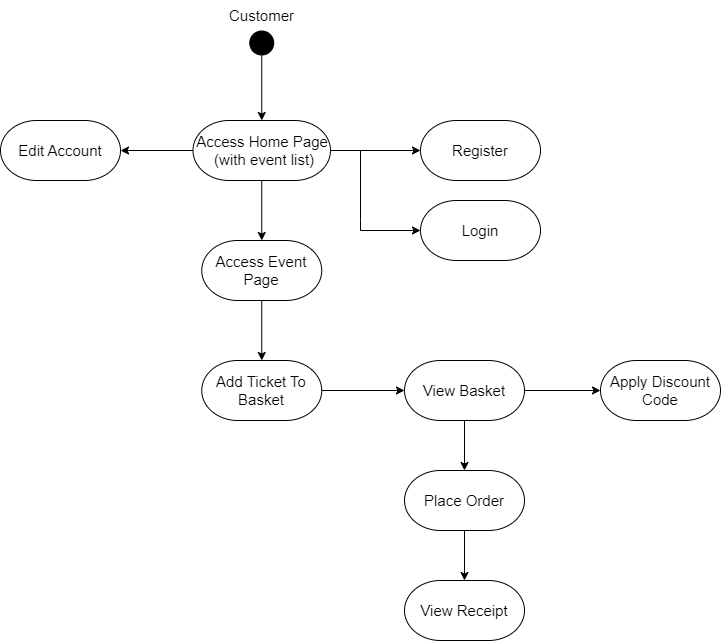 Customer
Edit Account
Access Home Page
(with event list)
Register
Login
Access Event
Page
Add Ticket To
Basket
View Basket
Apply Discount
Code
Place Order
View Receipt